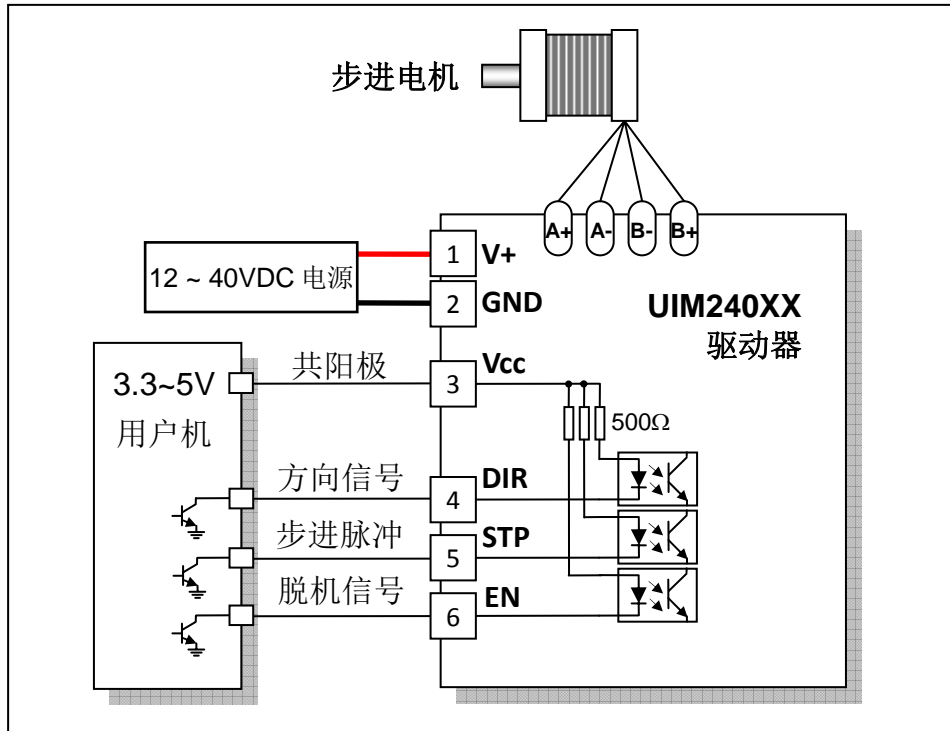 步进电机
A+ A- B- B+
1 V+
12 ~ 40VDC 电源
2 GND
UIM240XX
驱动器
3.3~5V
用户机
共阳极
3 Vcc
500Ω
方向信号
4 DIR
步进脉冲
5 STP
脱机信号
6 EN